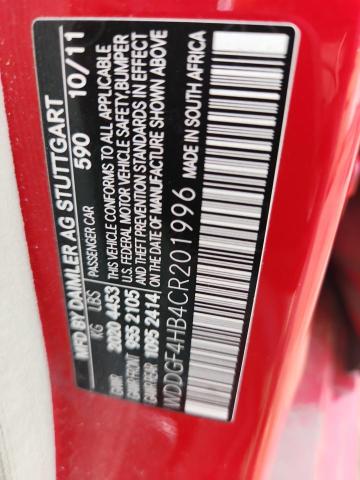 MFD BY DAIMLER AG STUTTGART
590 10/11
PASSENGER CAR
KG LBS
GVWR 2020 4453
GAWR FRONT 955 2105
GAWR REAR 1095 2414
THIS VEHICLE CONFORMS TO ALL APPLICABLE
U.S. FEDERAL MOTOR VEHICLE SAFETY, BUMPER
AND THEFT PREVENTION STANDARDS IN EFFECT
ON THE DATE OF MANUFACTURE SHOWN ABOVE
WDDGF4HB4CR201996
MADE IN SOUTH AFRICA